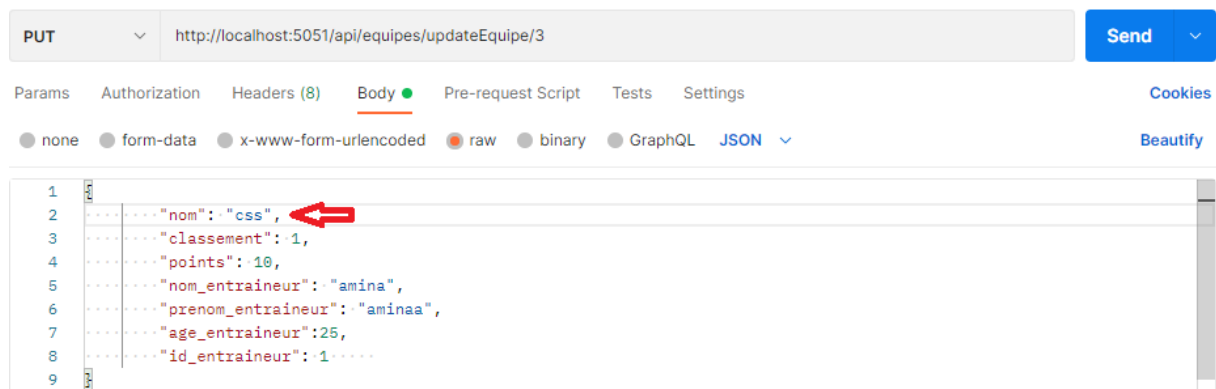 PUT http://localhost:5051/api/equipes/updateEquipe/3 Send
Params Authorization Headers (8) Body Pre-request Script Tests Settings Cookies
none form-data x-www-form-urlencoded raw binary GraphQL JSON Beautify
1 {
2 "nom": "css",
3 "classement": 1,
4 "points": 10,
5 "nom_entraineur": "amina",
6 "prenom_entraineur": "aminaa",
7 "age_entraineur":25,
8 "id_entraineur": 1
9 }